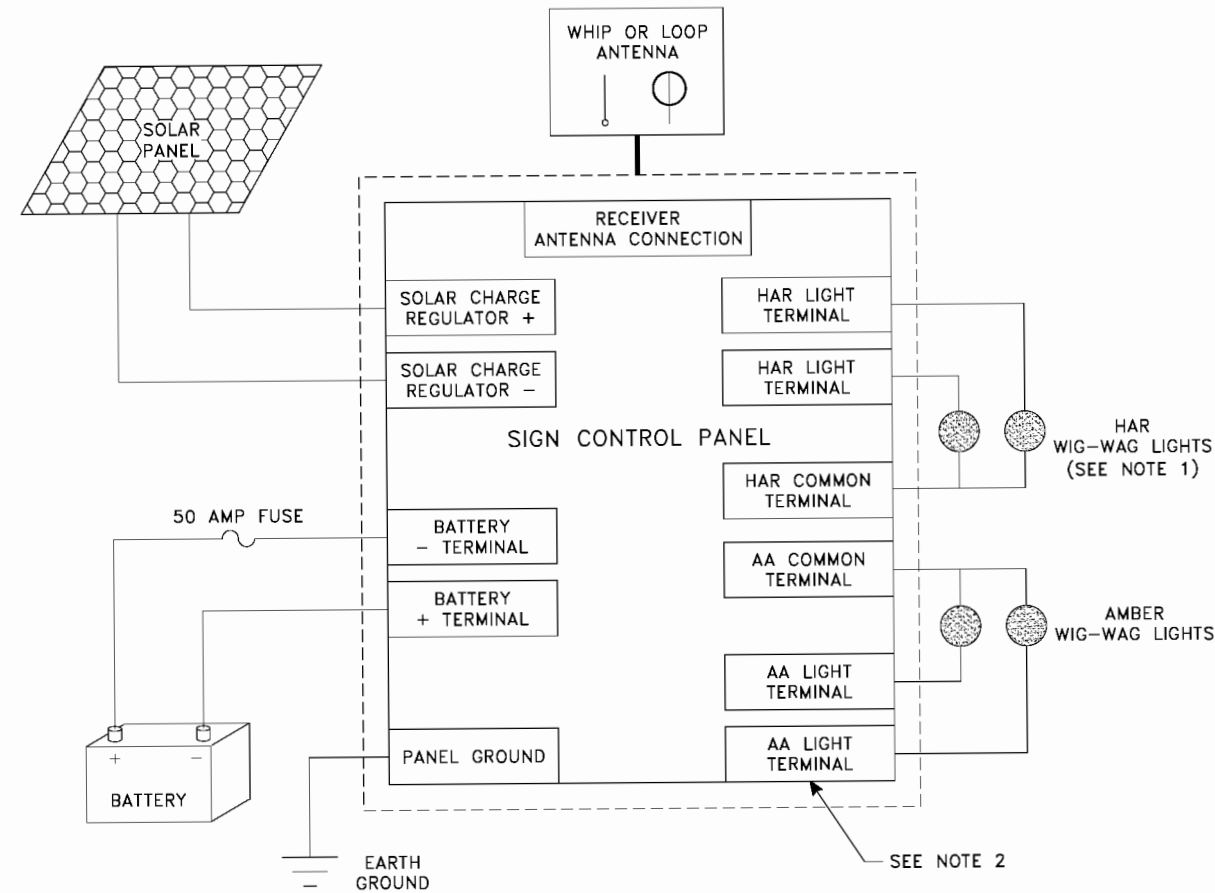 WHIP OR LOOP
ANTENNA
SOLAR
PANEL
RECEIVER
ANTENNA CONNECTION
SOLAR CHARGE
REGULATOR +
SOLAR CHARGE
REGULATOR −
HAR LIGHT
TERMINAL
HAR LIGHT
TERMINAL
SIGN CONTROL PANEL
HAR
WIG−WAG LIGHTS
(SEE NOTE 1)
HAR COMMON
TERMINAL
50 AMP FUSE
BATTERY
− TERMINAL
AA COMMON
TERMINAL
BATTERY
+ TERMINAL
AMBER
WIG−WAG LIGHTS
AA LIGHT
TERMINAL
AA LIGHT
TERMINAL
PANEL GROUND
+ −
BATTERY
EARTH
GROUND
SEE NOTE 2